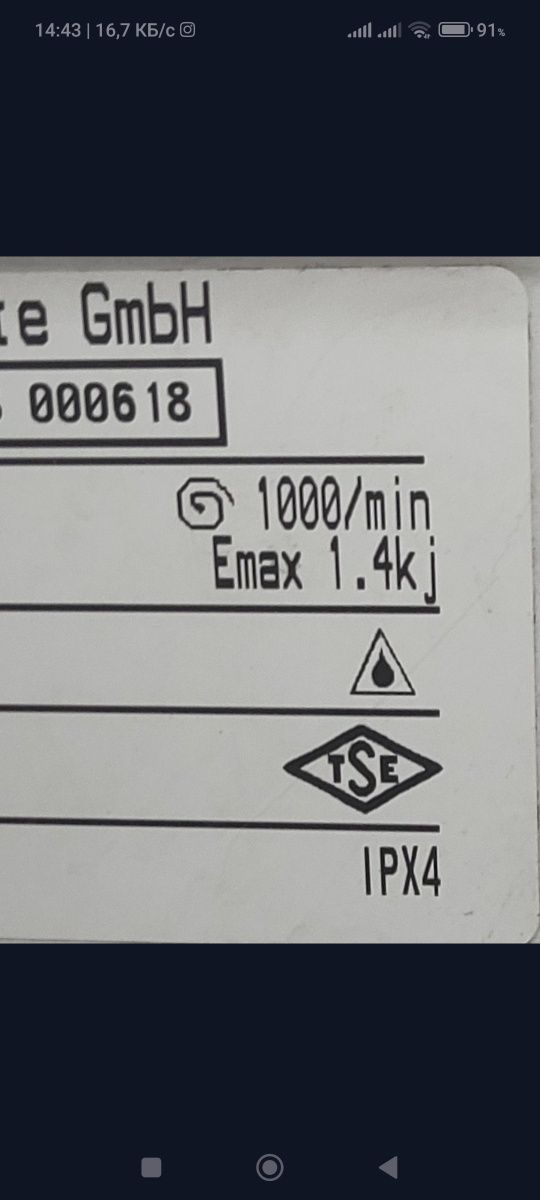 14:43 | 16,7 КБ/с
91%
GmbH
000618
1000/min
Emax 1.4kj
TSE
IPX4